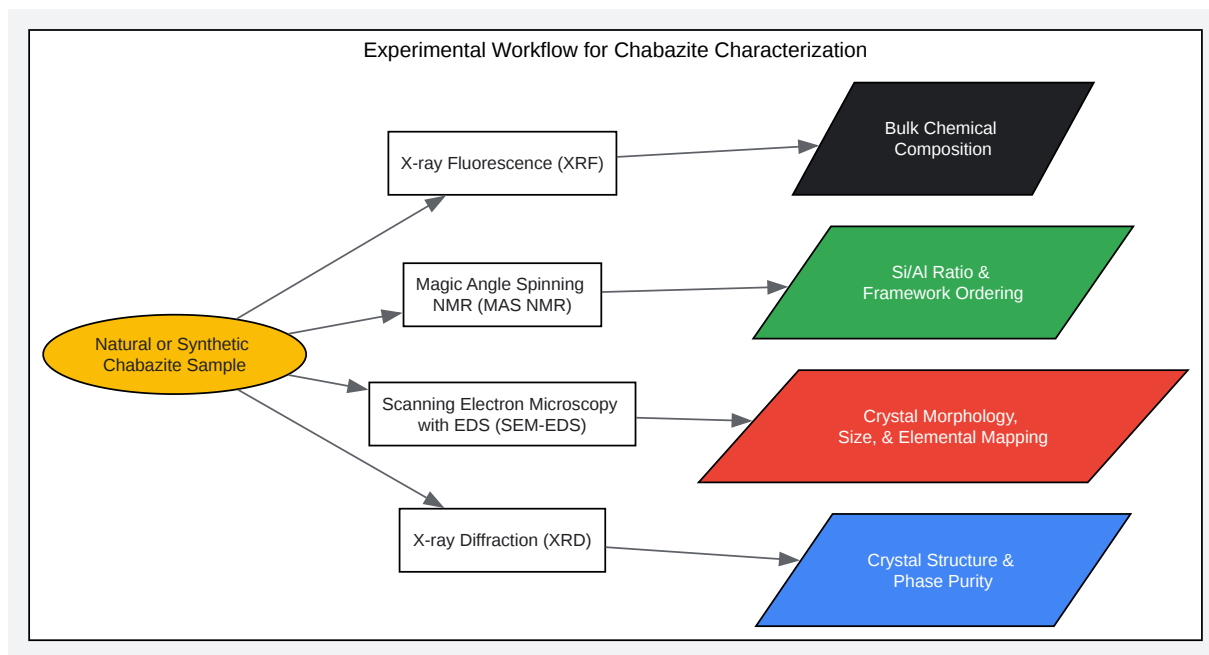 Experimental Workflow for Chabazite Characterization
Natural or Synthetic
Chabazite Sample
X-ray Fluorescence (XRF)
Bulk Chemical
Composition
Magic Angle Spinning
NMR (MAS NMR)
Si/Al Ratio &
Framework Ordering
Scanning Electron Microscopy
with EDS (SEM-EDS)
Crystal Morphology,
Size, & Elemental Mapping
X-ray Diffraction (XRD)
Crystal Structure &
Phase Purity